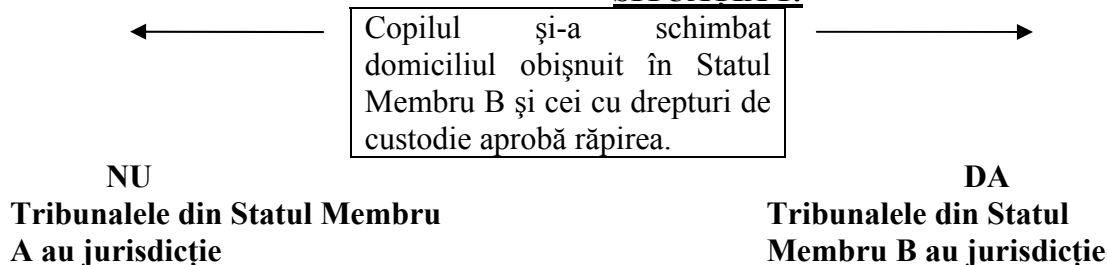 Copilul şi-a schimbat
domiciliul obişnuit în Statul
Membru B şi cei cu drepturi de
custodie aprobă răpirea.
NU
DA
Tribunalele din Statul Membru
A au jurisdicţie
Tribunalele din Statul
Membru B au jurisdicţie